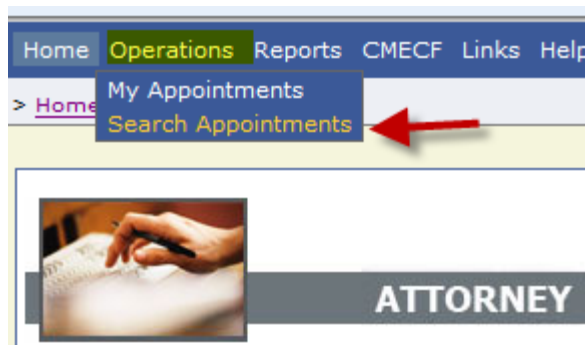 Home Operations Reports CMECF Links Help
My Appointments
> Home
Search Appointments
ATTORNEY